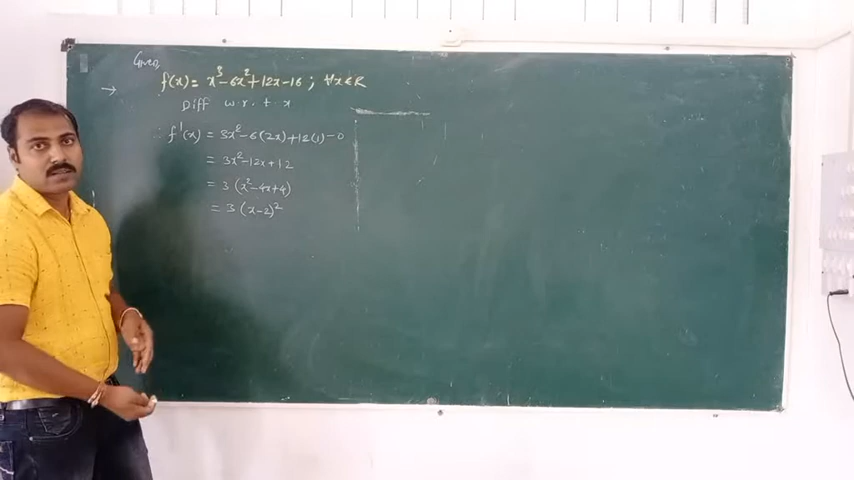 Given,
→ f(x) = x³-6x²+12x-16 ; ∀x∈R
Diff w.r.t. x
∴ f'(x) = 3x²-6(2x)+12(1)-0
= 3x²-12x+12
= 3(x²-4x+4)
= 3(x-2)²